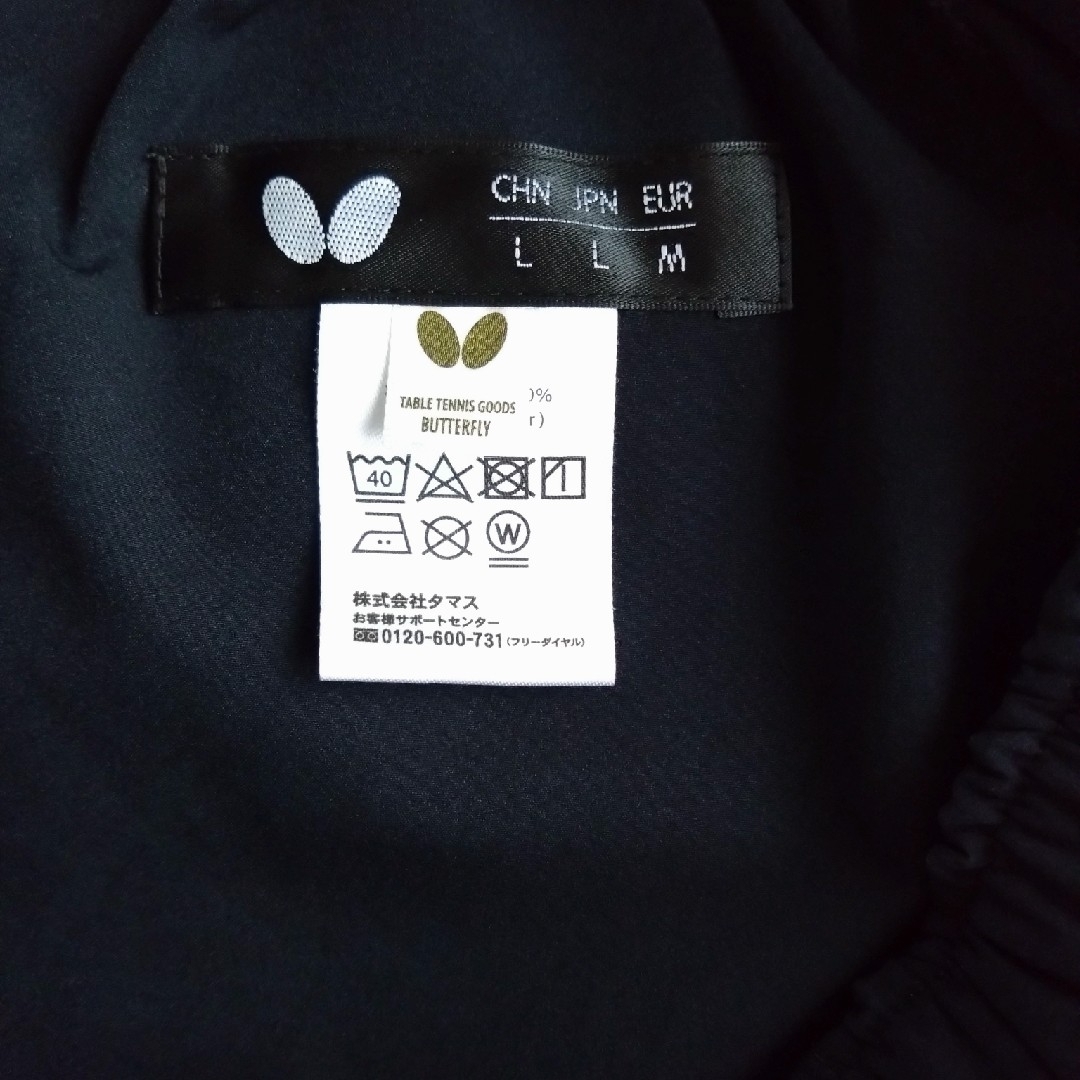 CHN JPN EUR
L L M
TABLE TENNIS GOODS
BUTTERFLY
)%
r)
40
W
株式会社タマス
お客様サポートセンター
0120-600-731(フリーダイヤル)